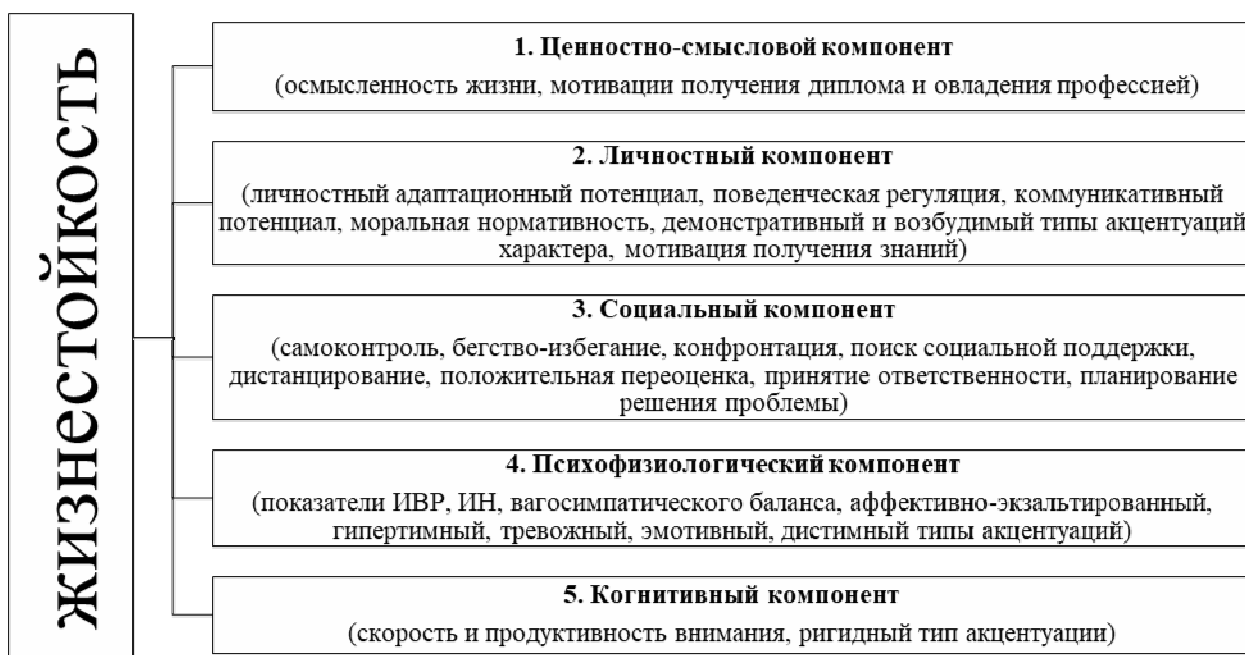 ЖИЗНЕСТОЙКОСТЬ
1. Ценностно-смысловой компонент
(осмысленность жизни, мотивации получения диплома и овладения профессией)
2. Личностный компонент
(личностный адаптационный потенциал, поведенческая регуляция, коммуникативный
потенциал, моральная нормативность, демонстративный и возбудимый типы акцентуаций
характера, мотивация получения знаний)
3. Социальный компонент
(самоконтроль, бегство-избегание, конфронтация, поиск социальной поддержки,
дистанцирование, положительная переоценка, принятие ответственности, планирование
решения проблемы)
4. Психофизиологический компонент
(показатели ИВР, ИН, вагосимпатического баланса, аффективно-экзальтированный,
гипертимный, тревожный, эмотивный, дистимный типы акцентуаций)
5. Когнитивный компонент
(скорость и продуктивность внимания, ригидный тип акцентуации)